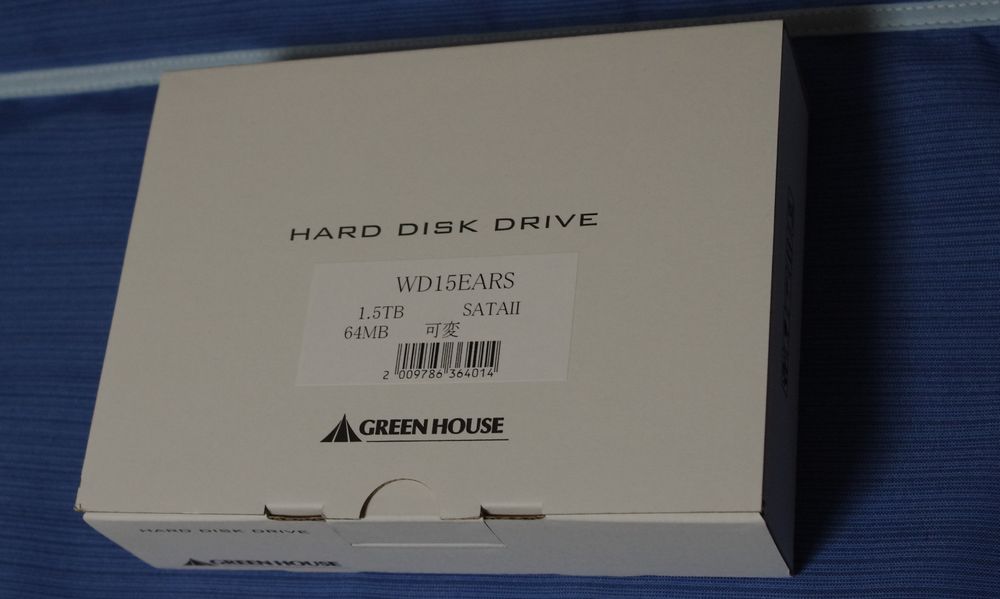 HARD DISK DRIVE
WD15EARS
1.5TB SATAII
64MB 可変
2 009786 364014
GREEN HOUSE
HARD DISK DRIVE
GREEN HOUSE